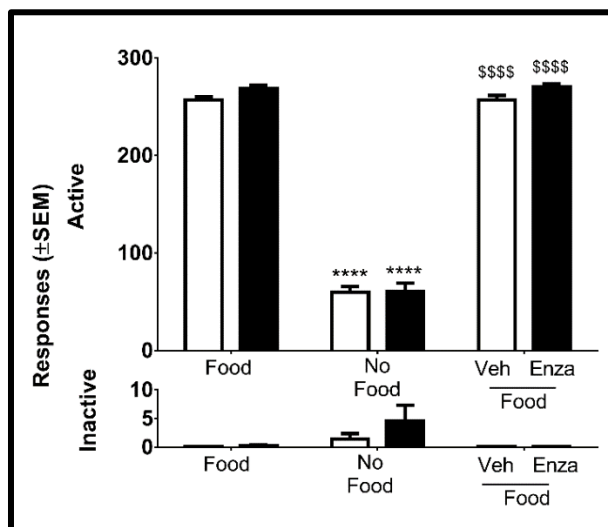 Responses (±SEM)
Active
300
200
100
0
$$$$ $$$$
**** ****
Food
No
Food
Veh Enza
Food
Inactive
10
5
0
Food
No
Food
Veh Enza
Food